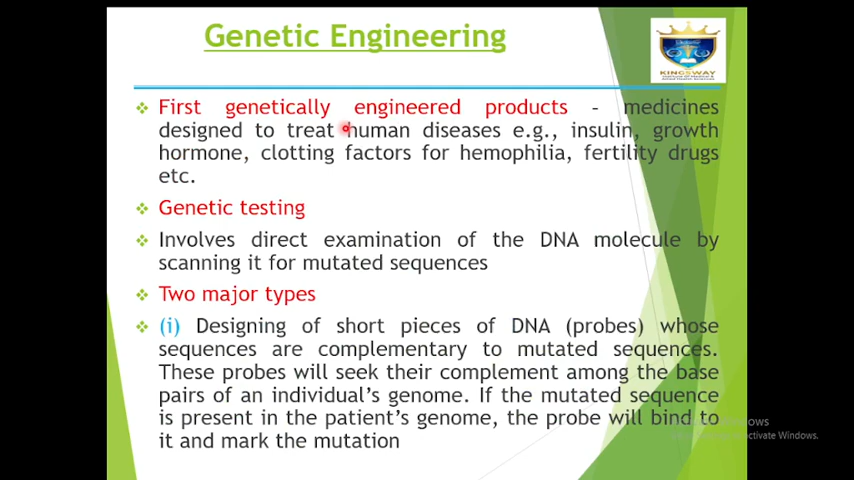 Genetic Engineering
KINGSWAY
First genetically engineered products – medicines
designed to treat human diseases e.g., insulin, growth
hormone, clotting factors for hemophilia, fertility drugs
etc.
Genetic testing
Involves direct examination of the DNA molecule by
scanning it for mutated sequences
Two major types
(i) Designing of short pieces of DNA (probes) whose
sequences are complementary to mutated sequences.
These probes will seek their complement among the base
pairs of an individual's genome. If the mutated sequence
is present in the patient's genome, the probe will bind to
it and mark the mutation
activate Windows.